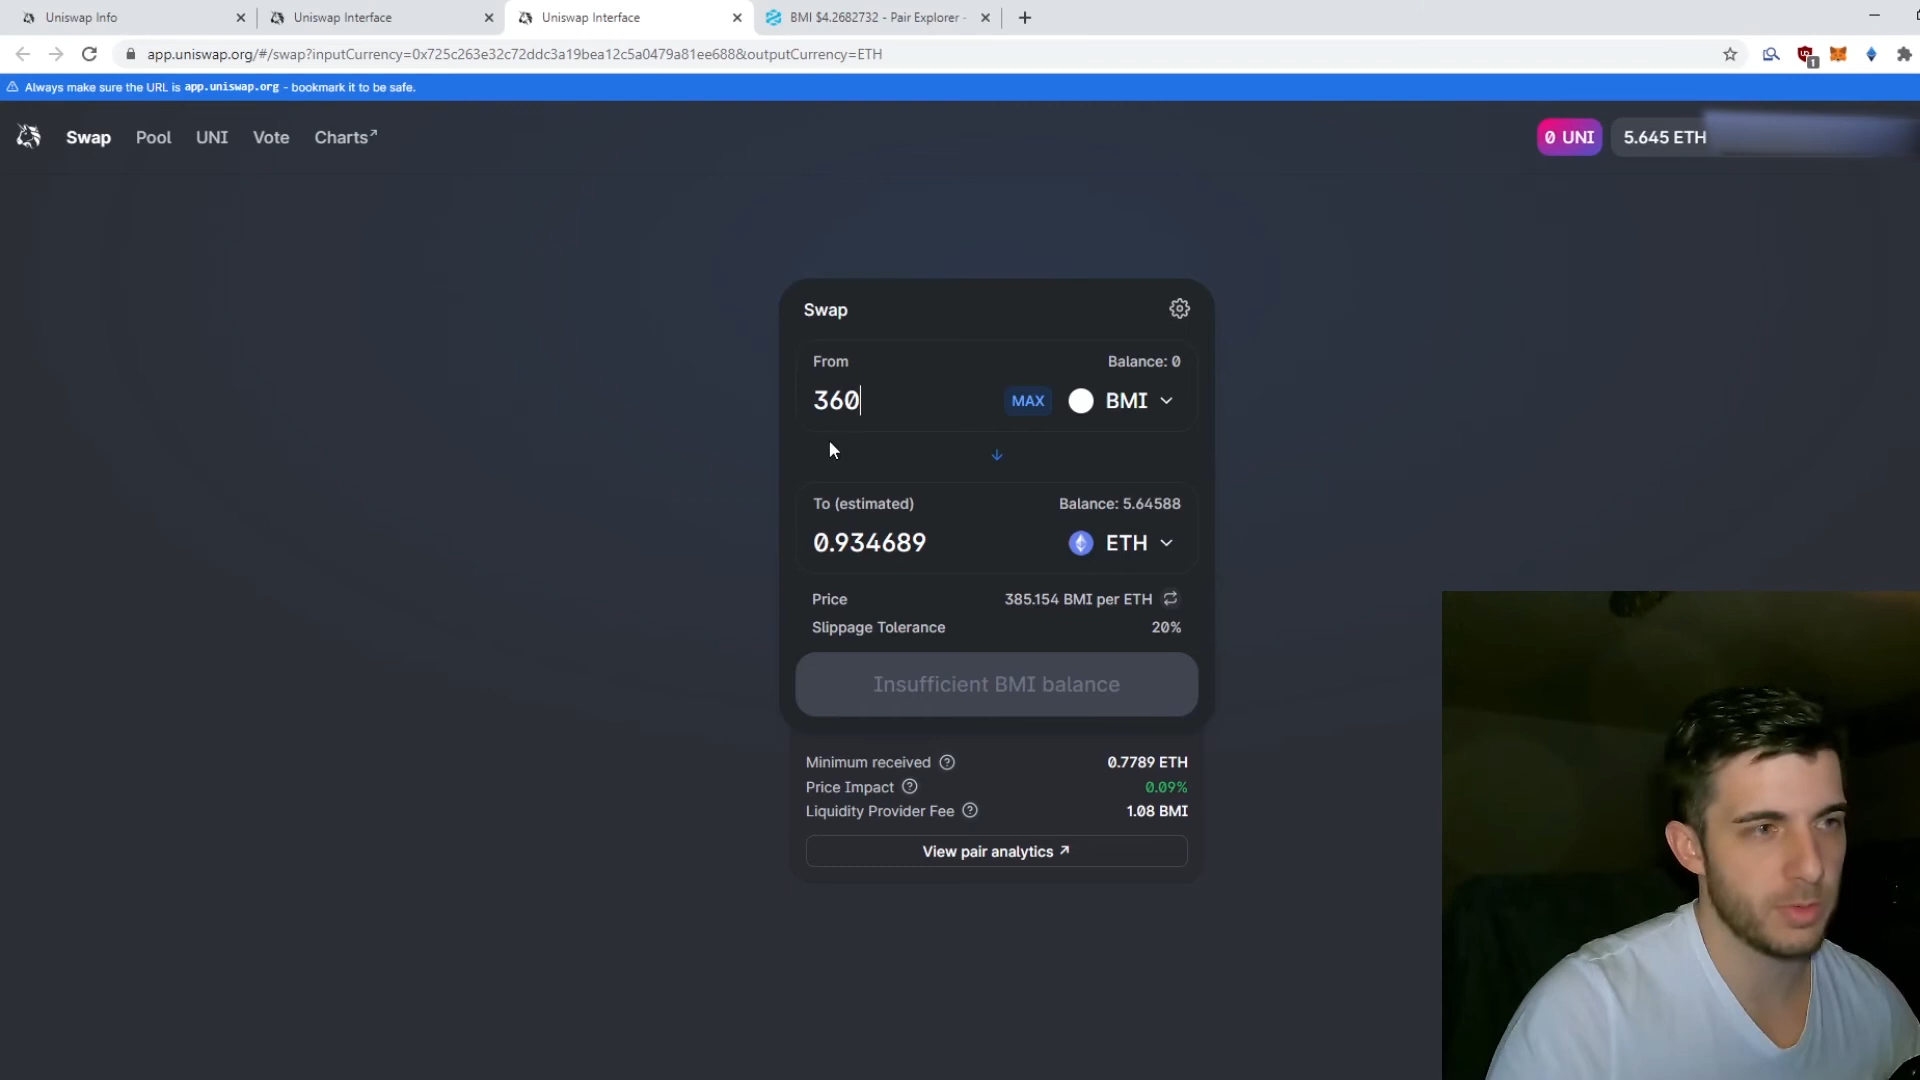 Uniswap Info
Uniswap Interface
Uniswap Interface
BMI $4.2682732 - Pair Explorer -
app.uniswap.org/#/swap?inputCurrency=0x725c263e32c72ddc3a19bea12c5a0479a81ee688&outputCurrency=ETH
1
Always make sure the URL is app.uniswap.org - bookmark it to be safe.
Swap Pool UNI Vote Charts↗
0 UNI 5.645 ETH
Swap
From Balance: 0
360 MAX BMI
To (estimated) Balance: 5.64588
0.934689 ETH
Price 385.154 BMI per ETH
Slippage Tolerance 20%
Insufficient BMI balance
Minimum received ? 0.7789 ETH
Price Impact ? 0.09%
Liquidity Provider Fee ? 1.08 BMI
View pair analytics ↗